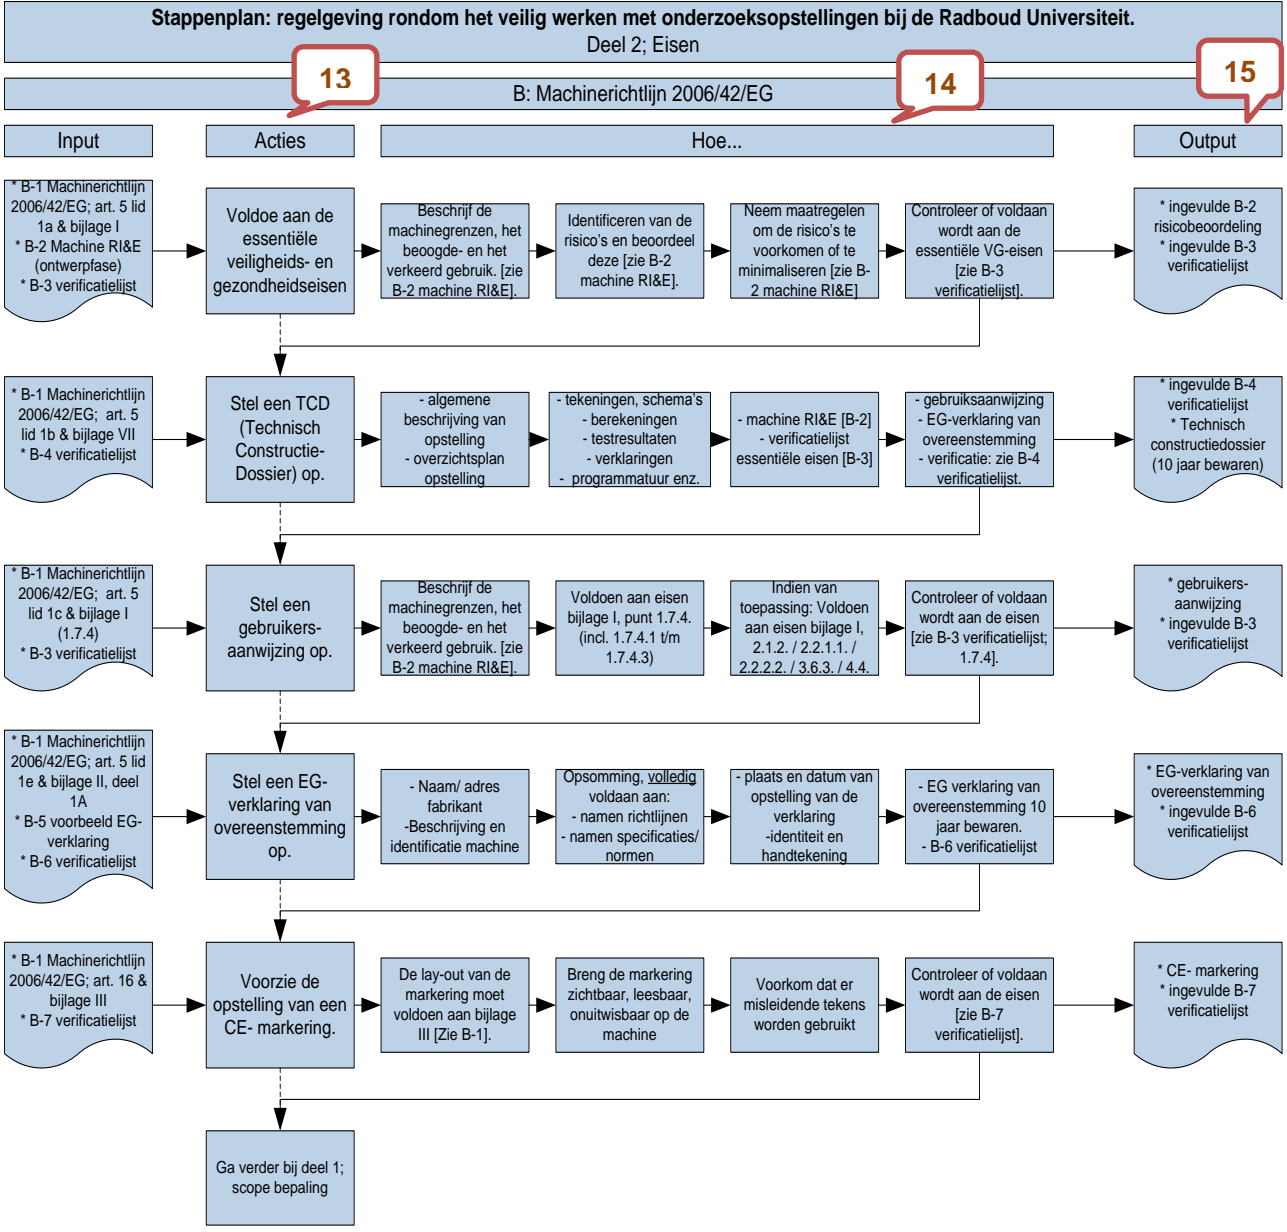 Stappenplan: regelgeving rondom het veilig werken met onderzoeksopstellingen bij de Radboud Universiteit.
Deel 2; Eisen
13
14
15
B: Machinerichtlijn 2006/42/EG
Input
Acties
Hoe...
Output
* B-1 Machinerichtlijn
2006/42/EG; art. 5 lid
1a & bijlage I
* B-2 Machine RI&E
(ontwerpfase)
* B-3 verificatielijst
Voldoe aan de
essentiële
veiligheids- en
gezondheidseisen
Beschrijf de
machinegrenzen, het
beoogde- en het
verkeerd gebruik. [zie
B-2 machine RI&E].
Identificeren van de
risico's en beoordeel
deze [zie B-2
machine RI&E].
Neem maatregelen
om de risico's te
voorkomen of te
minimaliseren [zie B-
2 machine RI&E]
Controleer of voldaan
wordt aan de
essentiële VG-eisen
[zie B-3
verificatielijst].
* ingevulde B-2
risicobeoordeling
* ingevulde B-3
verificatielijst
* B-1 Machinerichtlijn
2006/42/EG; art. 5
lid 1b & bijlage VII
* B-4 verificatielijst
Stel een TCD
(Technisch
Constructie-
Dossier) op.
- algemene
beschrijving van
opstelling
- overzichtsplan
opstelling
- tekeningen, schema's
- berekeningen
- testresultaten
- verklaringen
- programmatuur enz.
- machine RI&E [B-2]
- verificatielijst
essentiële eisen [B-3]
- gebruiksaanwijzing
- EG-verklaring van
overeenstemming
- verificatie: zie B-4
verificatielijst.
* ingevulde B-4
verificatielijst
* Technisch
constructiedossier
(10 jaar bewaren)
* B-1 Machinerichtlijn
2006/42/EG; art. 5
lid 1c & bijlage I
(1.7.4)
* B-3 verificatielijst
Stel een
gebruikers-
aanwijzing op.
Beschrijf de
machinegrenzen, het
beoogde- en het
verkeerd gebruik. [zie
B-2 machine RI&E].
Voldoen aan eisen
bijlage I, punt 1.7.4.
(incl. 1.7.4.1 t/m
1.7.4.3)
Indien van
toepassing: Voldoen
aan eisen bijlage I,
2.1.2. / 2.2.1.1. /
2.2.2.2. / 3.6.3. / 4.4.
Controleer of voldaan
wordt aan de eisen
[zie B-3 verificatielijst;
1.7.4].
* gebruikers-
aanwijzing
* ingevulde B-3
verificatielijst
* B-1 Machinerichtlijn
2006/42/EG; art. 5 lid
1e & bijlage II, deel
1A
* B-5 voorbeeld EG-
verklaring
* B-6 verificatielijst
Stel een EG-
verklaring van
overeenstemming
op.
- Naam/ adres
fabrikant
-Beschrijving en
identificatie machine
Opsomming, volledig
voldaan aan:
- namen richtlijnen
- namen specificaties/
normen
- plaats en datum van
opstelling van de
verklaring
-identiteit en
handtekening
- EG verklaring van
overeenstemming 10
jaar bewaren.
- B-6 verificatielijst
* EG-verklaring van
overeenstemming
* ingevulde B-6
verificatielijst
* B-1 Machinerichtlijn
2006/42/EG; art. 16 &
bijlage III
* B-7 verificatielijst
Voorzie de
opstelling van een
CE- markering.
De lay-out van de
markering moet
voldoen aan bijlage
III [Zie B-1].
Breng de markering
zichtbaar, leesbaar,
onuitwisbaar op de
machine
Voorkom dat er
misleidende tekens
worden gebruikt
Controleer of voldaan
wordt aan de eisen
[zie B-7
verificatielijst].
* CE- markering
* ingevulde B-7
verificatielijst
Ga verder bij deel 1;
scope bepaling